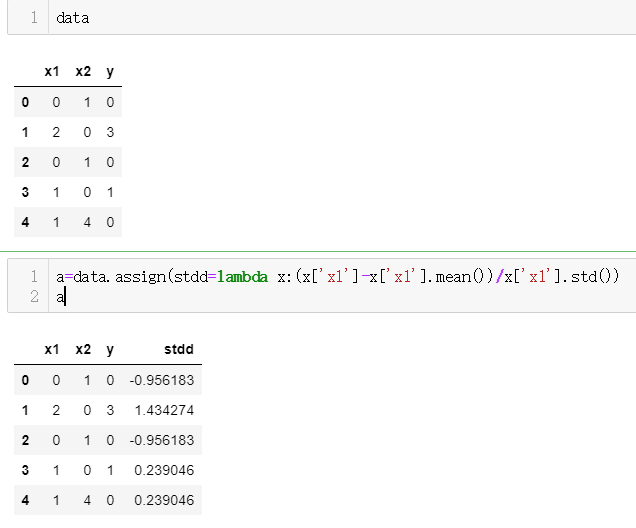 1 data
x1 x2 y
0 0 1 0
1 2 0 3
2 0 1 0
3 1 0 1
4 1 4 0
1 a=data.assign(stdd=lambda x:(x['x1']-x['x1'].mean())/x['x1'].std())
2 a
x1 x2 y stdd
0 0 1 0 -0.956183
1 2 0 3 1.434274
2 0 1 0 -0.956183
3 1 0 1 0.239046
4 1 4 0 0.239046